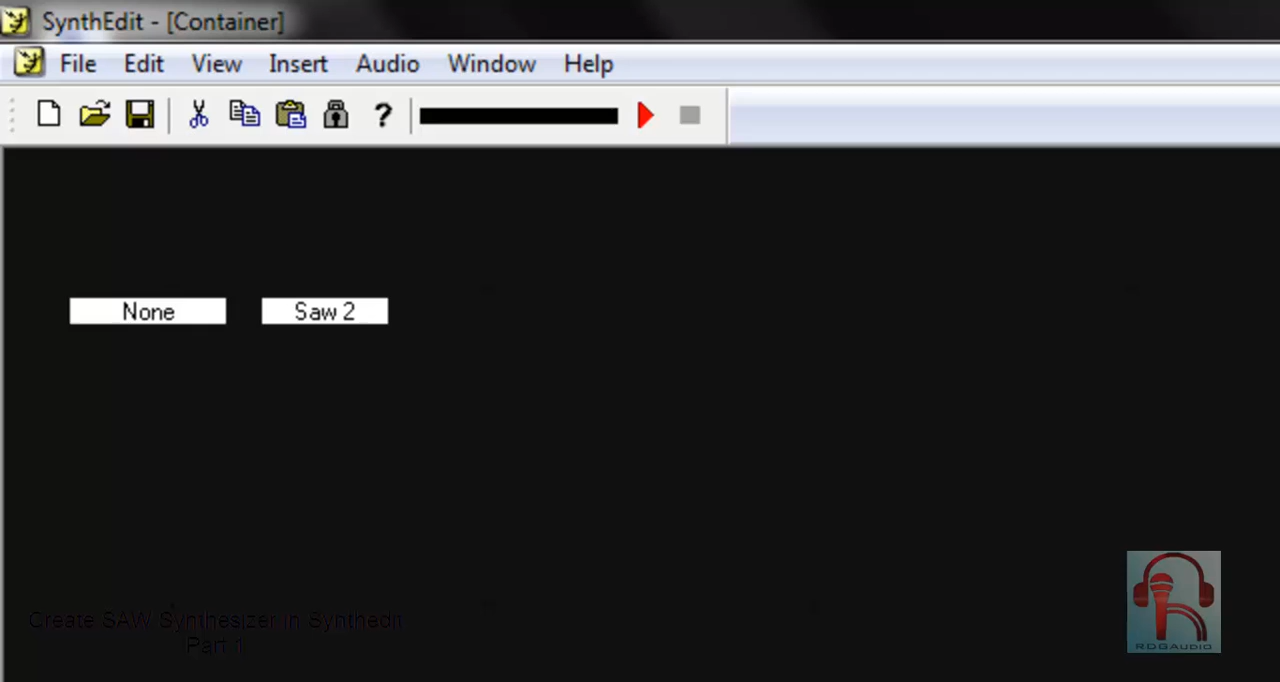 SynthEdit - [Container]
File Edit View Insert Audio Window Help
None Saw 2
Create SAW Synthesizer in Synthedit
Part 1
RDGAUDIO